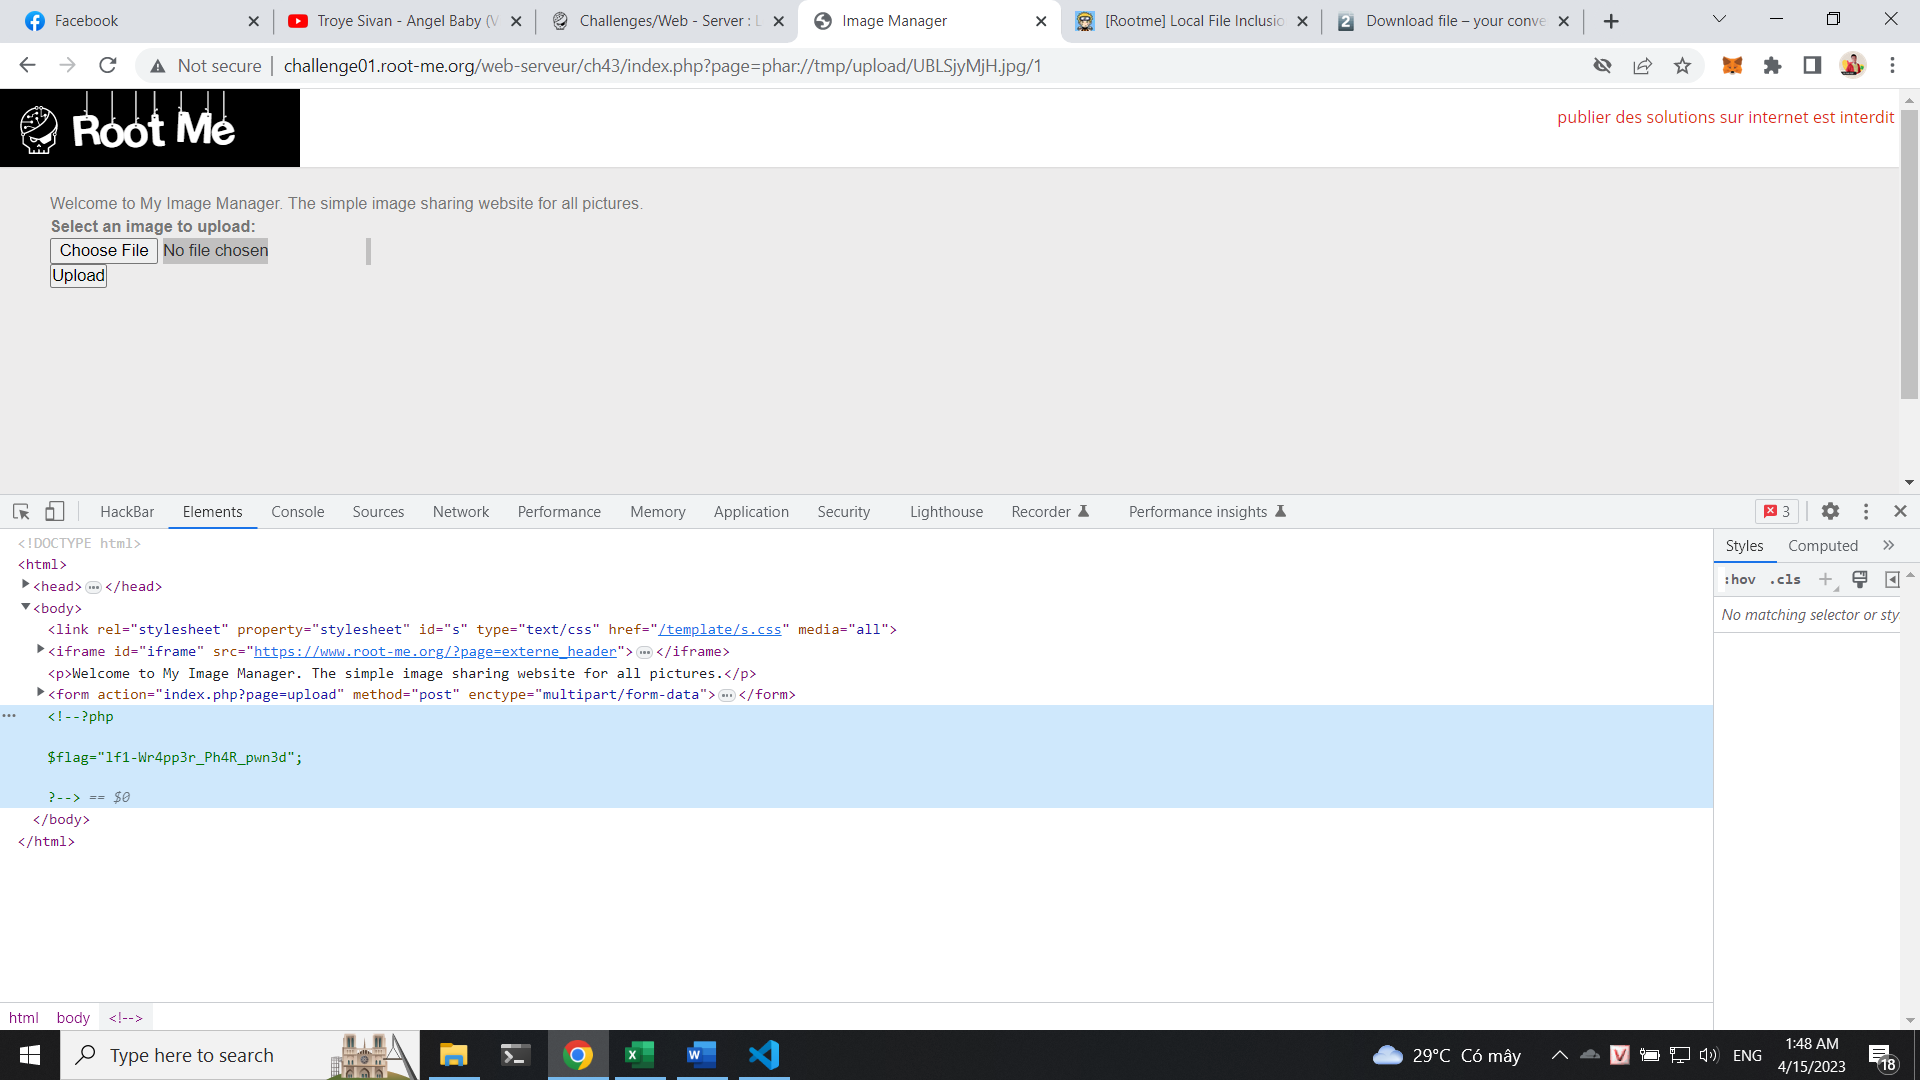 Facebook
Troye Sivan - Angel Baby (V
Challenges/Web - Server : L
Image Manager
[Rootme] Local File Inclusio
Download file – your conve
Not secure
challenge01.root-me.org/web-serveur/ch43/index.php?page=phar://tmp/upload/UBLSjyMjH.jpg/1
Root Me
publier des solutions sur internet est interdit
Welcome to My Image Manager. The simple image sharing website for all pictures.
Select an image to upload:
Choose File No file chosen
Upload
HackBar Elements Console Sources Network Performance Memory Application Security Lighthouse Recorder Performance insights 3
<!DOCTYPE html>
<html>
<head>…</head>
<body>
<link rel="stylesheet" property="stylesheet" id="s" type="text/css" href="/template/s.css" media="all">
<iframe id="iframe" src="https://www.root-me.org/?page=externe_header">…</iframe>
<p>Welcome to My Image Manager. The simple image sharing website for all pictures.</p>
<form action="index.php?page=upload" method="post" enctype="multipart/form-data">…</form>
<!--?php
$flag="lf1-Wr4pp3r_Ph4R_pwn3d";
?--> == $0
</body>
</html>
Styles Computed
:hov .cls
No matching selector or sty
html body <!-->
Type here to search
29°C Có mây
ENG
1:48 AM
4/15/2023
18